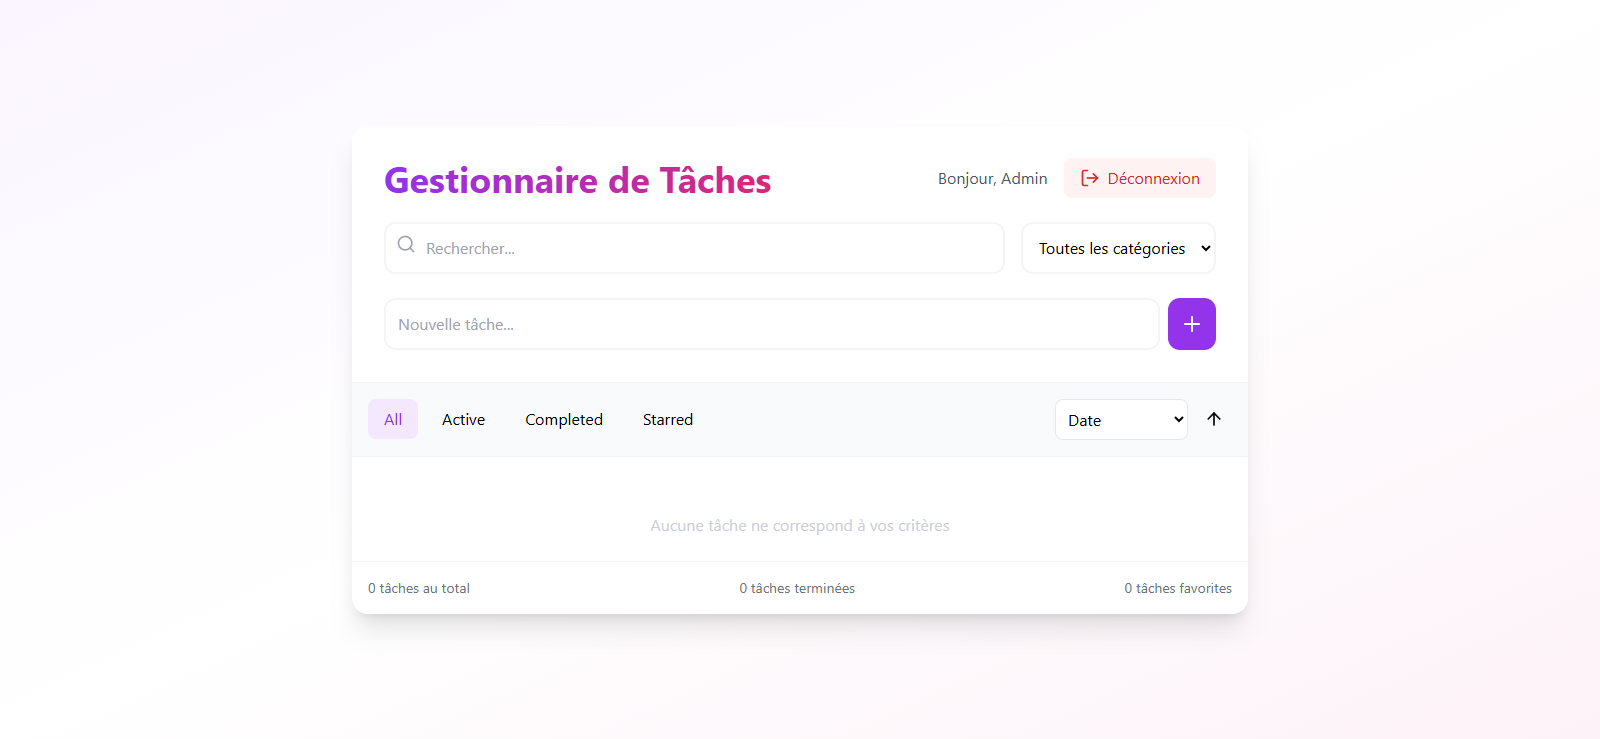 Gestionnaire de Tâches
Bonjour, Admin
Déconnexion
Rechercher...
Toutes les catégories
Nouvelle tâche...
All
Active
Completed
Starred
Date
Aucune tâche ne correspond à vos critères
0 tâches au total
0 tâches terminées
0 tâches favorites